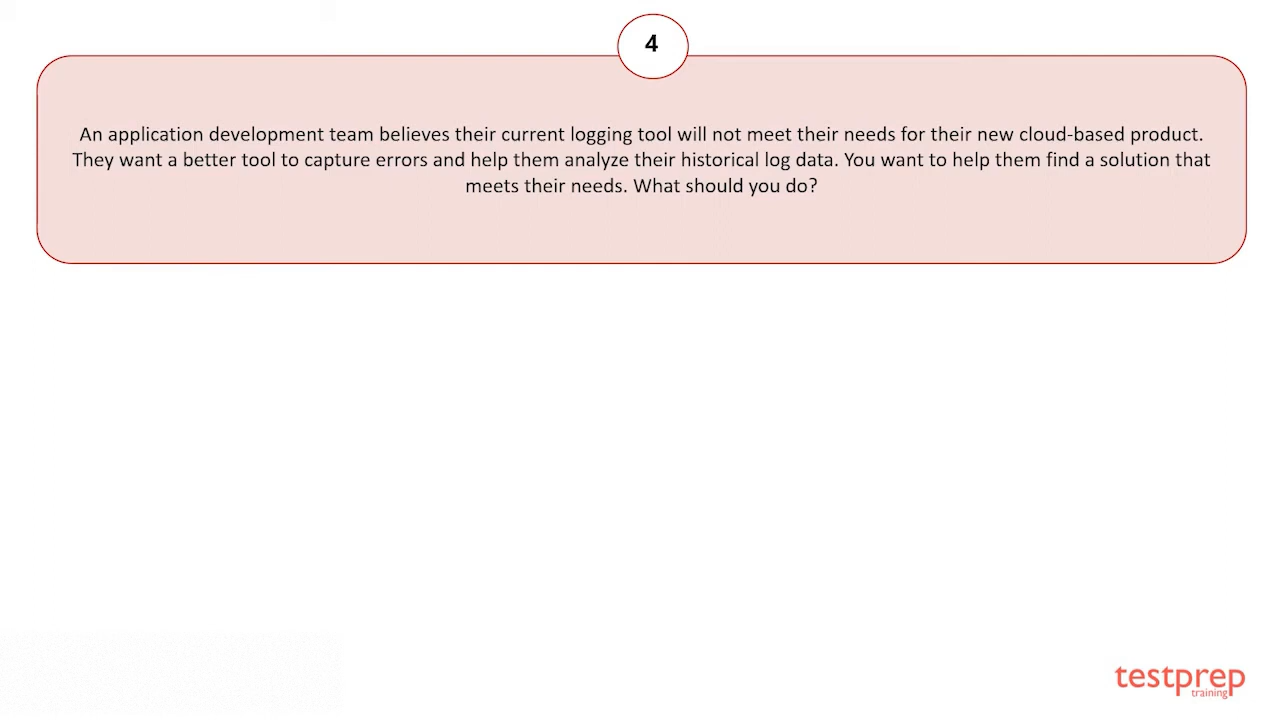 4
An application development team believes their current logging tool will not meet their needs for their new cloud-based product.
They want a better tool to capture errors and help them analyze their historical log data. You want to help them find a solution that
meets their needs. What should you do?
testprep
training